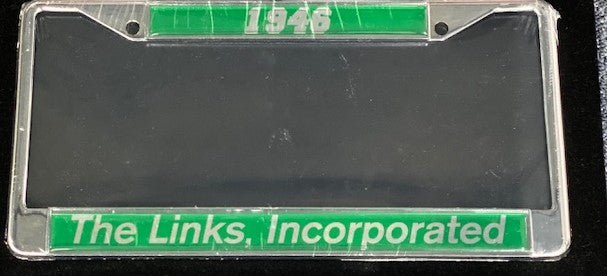 1946
The Links, Incorporated